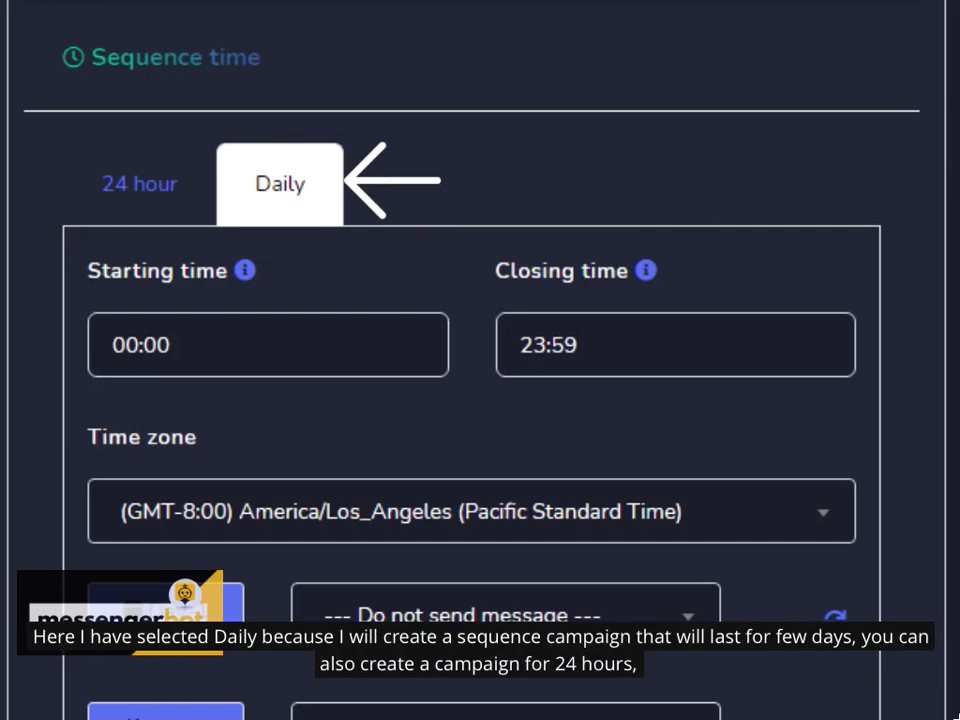 Sequence time
24 hour
Daily
Starting time
Closing time
00:00
23:59
Time zone
(GMT-8:00) America/Los_Angeles (Pacific Standard Time)
--- Do not send message ---
messengerbot
Here I have selected Daily because I will create a sequence campaign that will last for few days, you can
also create a campaign for 24 hours,